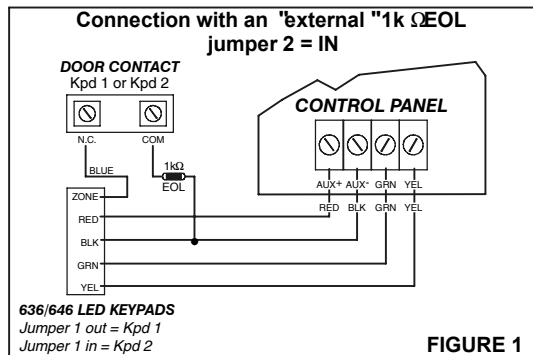 Connection with an "external "1k ΩEOL
jumper 2 = IN
DOOR CONTACT
Kpd 1 or Kpd 2
N.C. COM
BLUE
1kΩ
EOL
CONTROL PANEL
AUX+ AUX- GRN YEL
RED BLK GRN YEL
ZONE
RED
BLK
GRN
YEL
636/646 LED KEYPADS
Jumper 1 out = Kpd 1
Jumper 1 in = Kpd 2
FIGURE 1